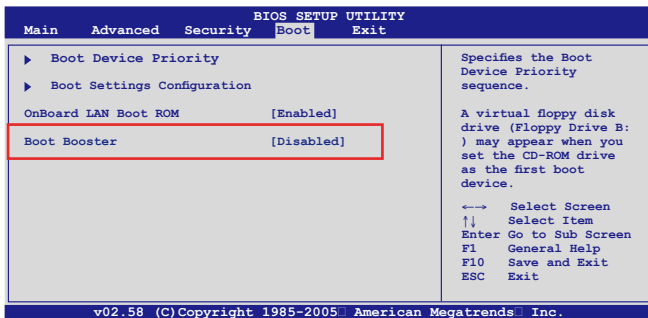 BIOS SETUP UTILITY
Main Advanced Security Boot Exit
Boot Device Priority
Boot Settings Configuration
OnBoard LAN Boot ROM [Enabled]
Boot Booster [Disabled]
Specifies the Boot
Device Priority
sequence.
A virtual floppy disk
drive (Floppy Drive B:
) may appear when you
set the CD-ROM drive
as the first boot
device.
←→ Select Screen
↑↓ Select Item
Enter Go to Sub Screen
F1 General Help
F10 Save and Exit
ESC Exit
v02.58 (C)Copyright 1985-2005 American Megatrends Inc.